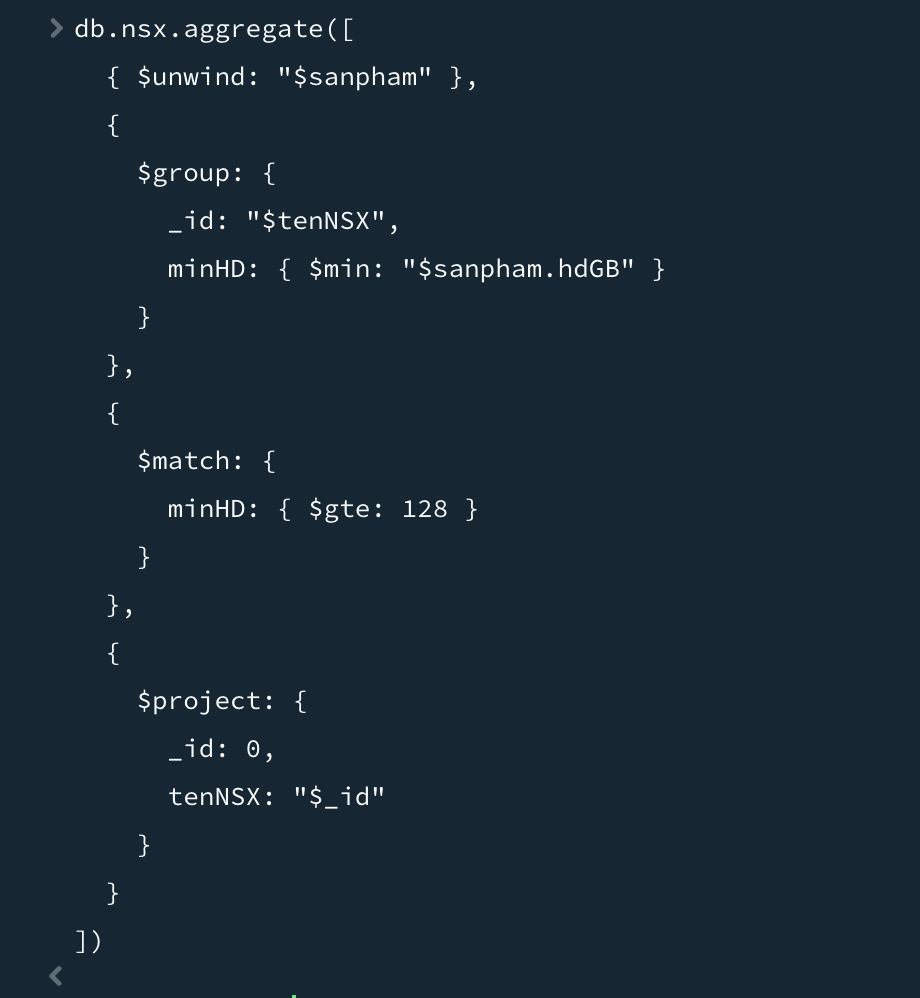 > db.nsx.aggregate([
{ $unwind: "$sanpham" },
{
$group: {
_id: "$tenNSX",
minHD: { $min: "$sanpham.hdGB" }
}
},
{
$match: {
minHD: { $gte: 128 }
}
},
{
$project: {
_id: 0,
tenNSX: "$_id"
}
}
])
<